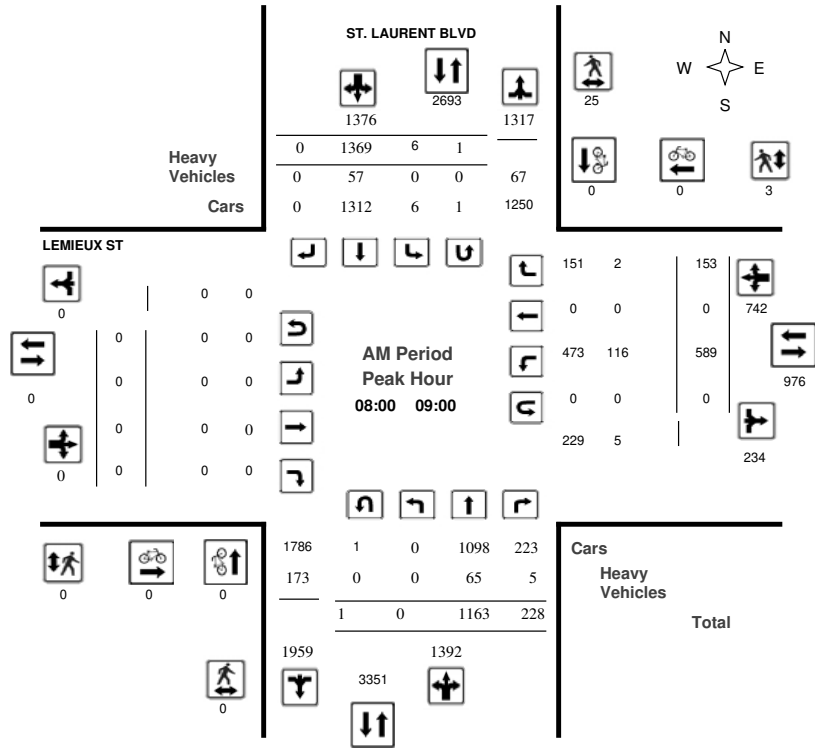 ST. LAURENT BLVD
N
W E
S
2693
25
1376 1317
0 1369 6 1
Heavy
Vehicles
0 57 0 0 67
Cars 0 1312 6 1 1250
0 0 3
LEMIEUX ST
0 0 0
151 2 153
742
0 0 0
0 0 0
0
473 116 589
976
0 0 0
0 0 0
0 0 0
0 0 0
0
229 5
234
AM Period
Peak Hour
08:00 09:00
1786 1 0 1098 223
173 0 0 65 5
1 0 1163 228
Cars
Heavy
Vehicles
Total
0 0 0
1959 1392
3351
0